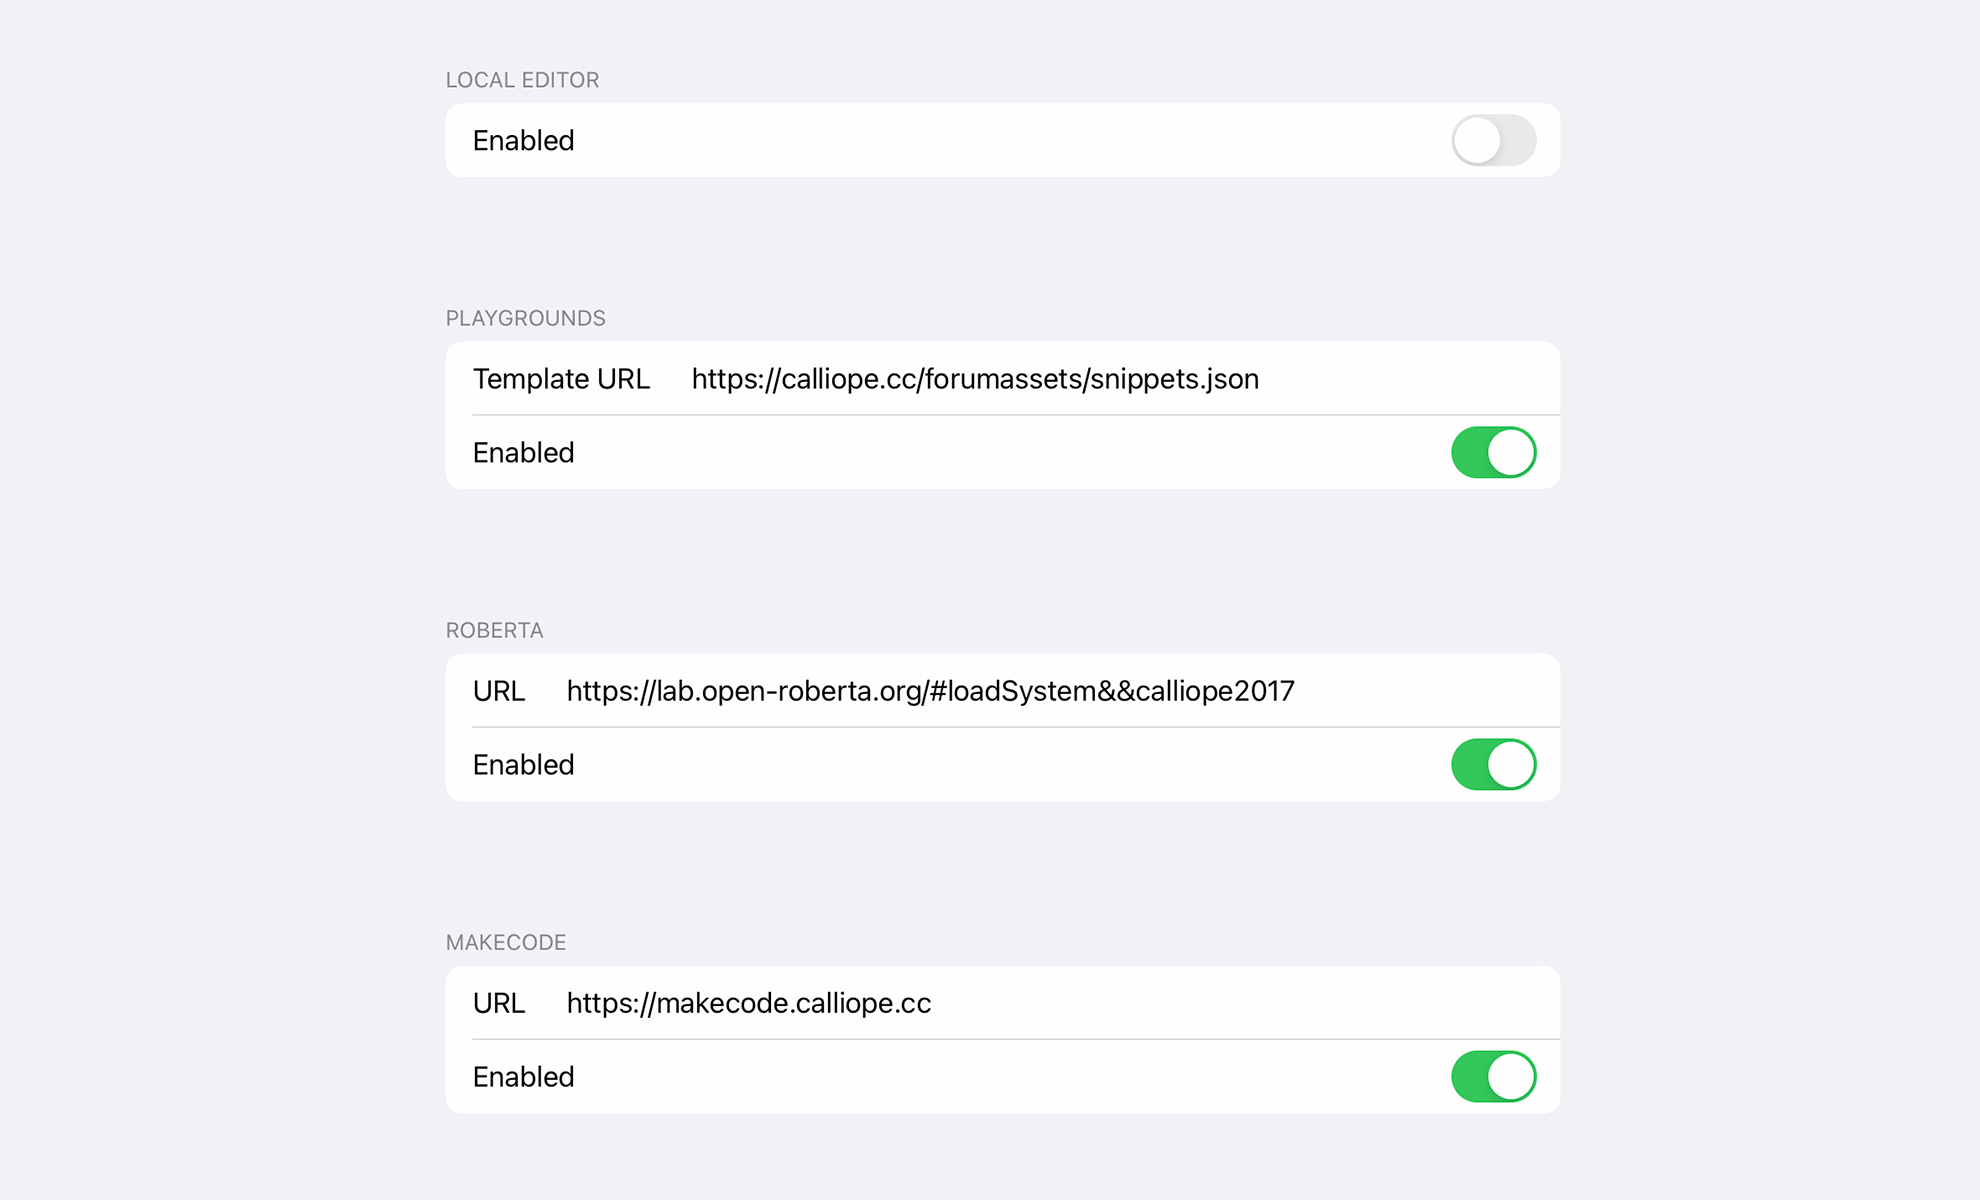 LOCAL EDITOR
Enabled
PLAYGROUNDS
Template URL https://calliope.cc/forumassets/snippets.json
Enabled
ROBERTA
URL https://lab.open-roberta.org/#loadSystem&&calliope2017
Enabled
MAKECODE
URL https://makecode.calliope.cc
Enabled